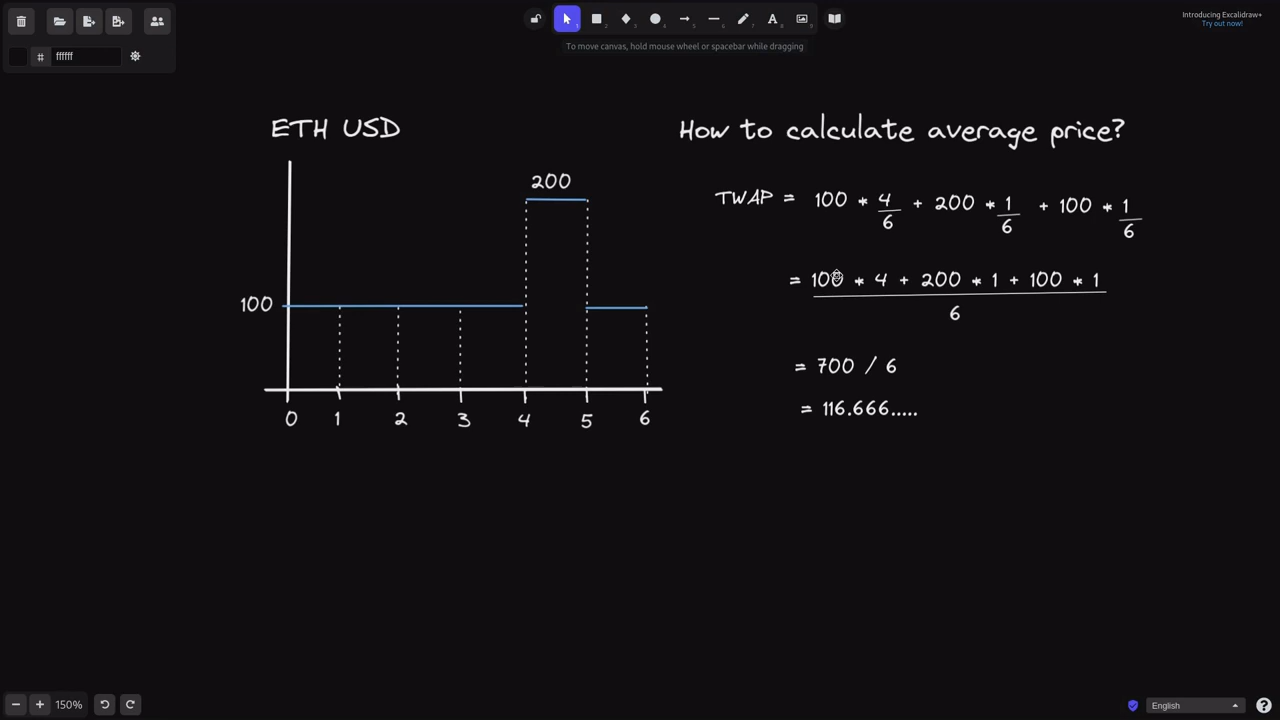 Introducing Excalidraw+
Try out now!
# ffffff
To move canvas, hold mouse wheel or spacebar while dragging
ETH USD
200
100
0 1 2 3 4 5 6
How to calculate average price?
TWAP = 100 * 4/6 + 200 * 1/6 + 100 * 1/6
= 100 * 4 + 200 * 1 + 100 * 1
6
= 700 / 6
= 116.666.....
150%
English